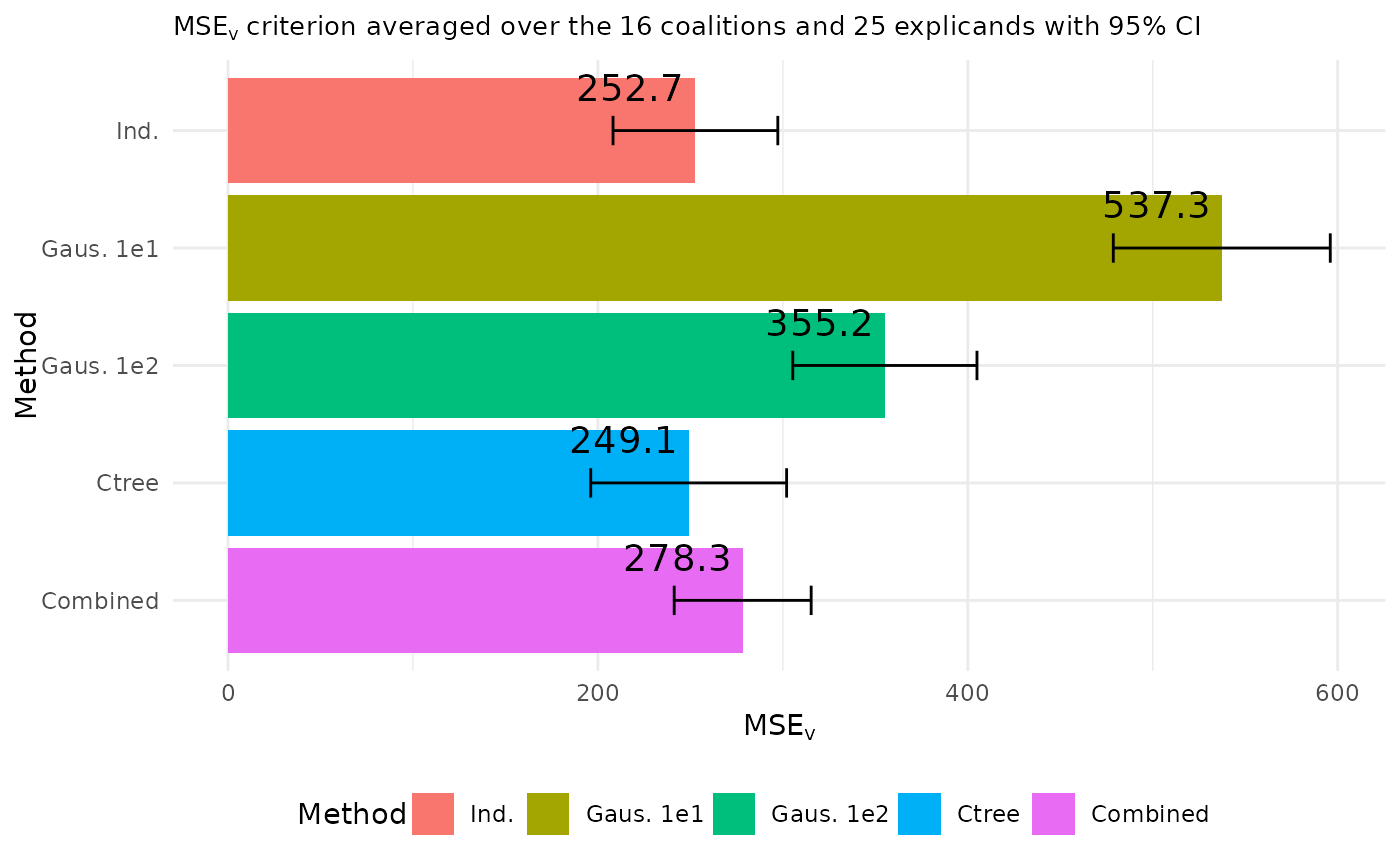 MSEv criterion averaged over the 16 coalitions and 25 explicands with 95% CI
Method
Ind.
252.7
Gaus. 1e1
537.3
Gaus. 1e2
355.2
Ctree
249.1
Combined
278.3
0 200 400 600
MSEv
Method Ind. Gaus. 1e1 Gaus. 1e2 Ctree Combined